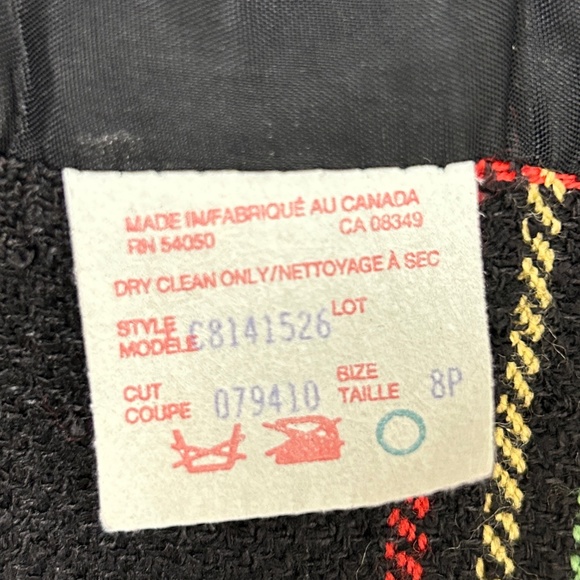 MADE IN/FABRIQUÉ AU CANADA
RN 54050 CA 08349
DRY CLEAN ONLY/NETTOYAGE À SEC
STYLE LOT
MODÈLE C8141526
CUT SIZE
COUPE 079410 TAILLE 8P